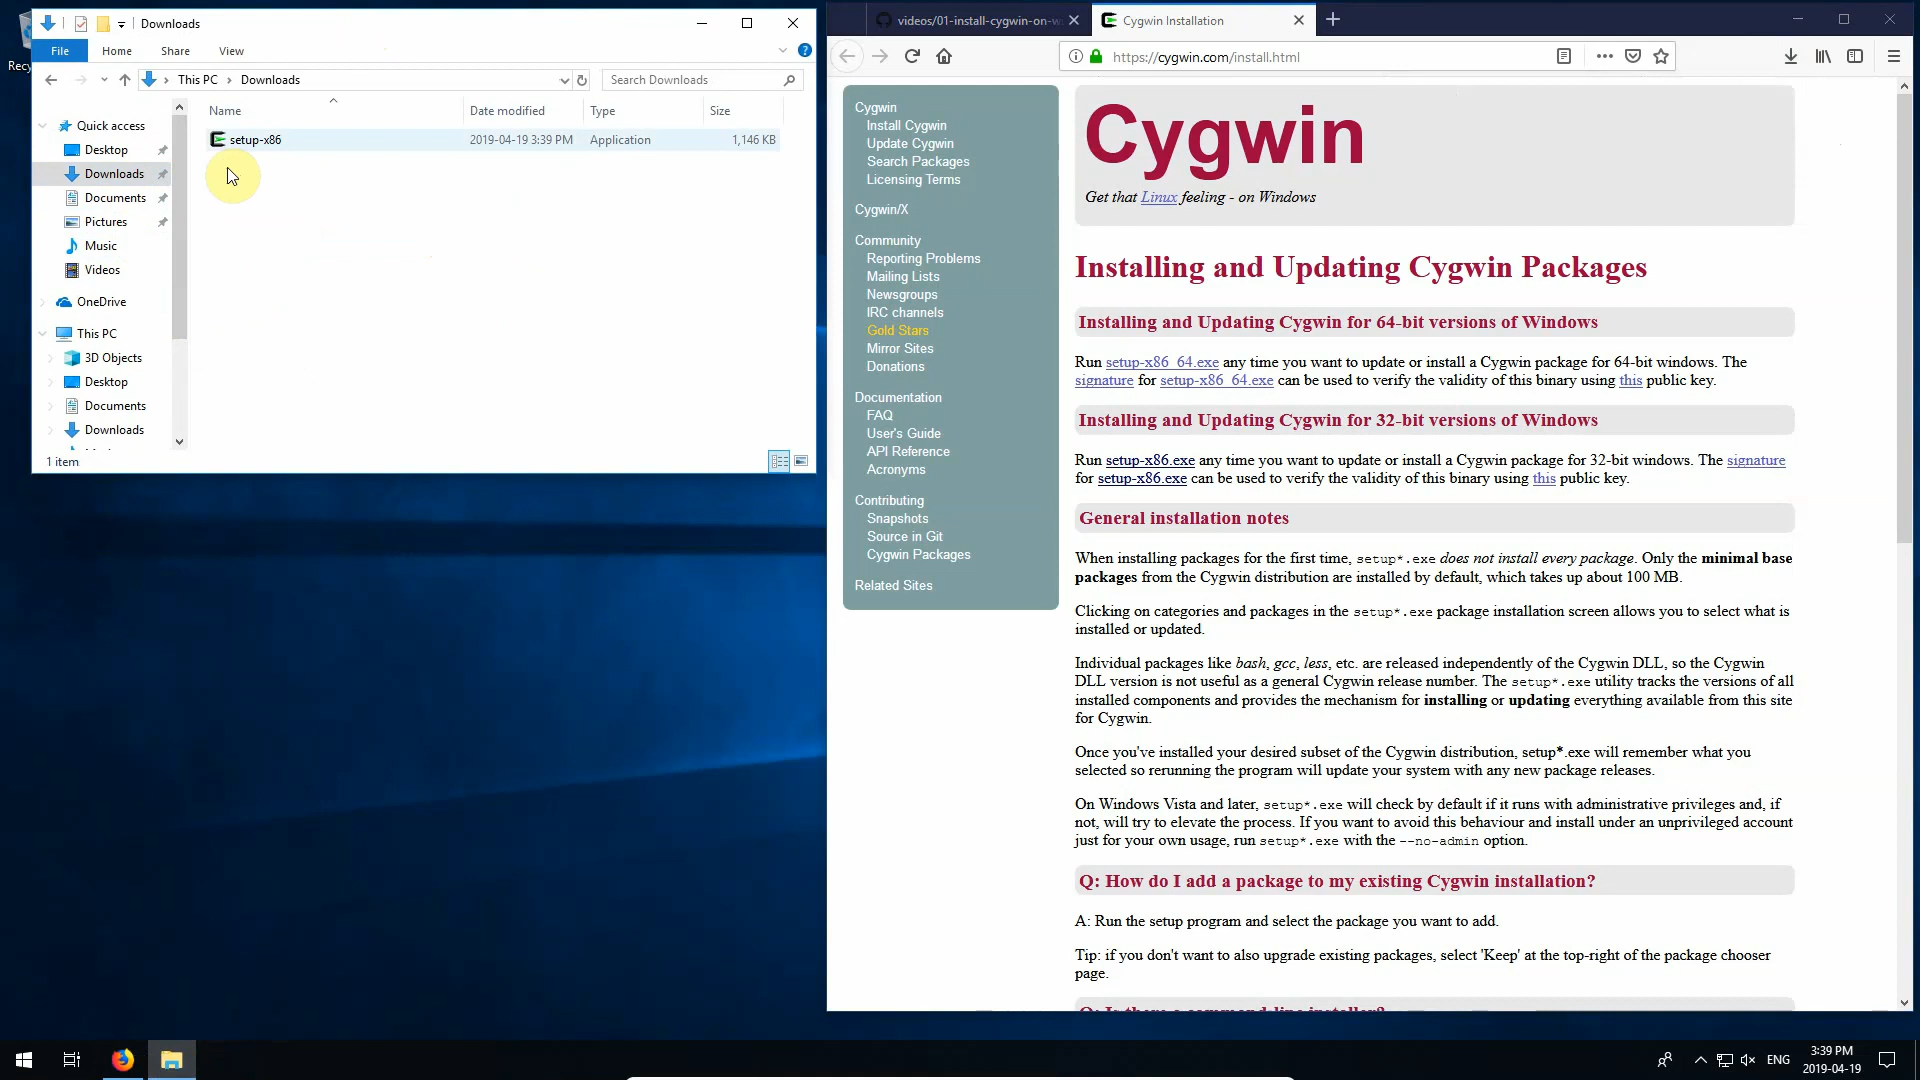 Recy
Downloads
File
Home
Share
View
This PC
Downloads
Search Downloads
Name
Date modified
Type
Size
setup-x86
2019-04-19 3:39 PM
Application
1,146 KB
Quick access
Desktop
Downloads
Documents
Pictures
Music
Videos
OneDrive
This PC
3D Objects
Desktop
Documents
Downloads
1 item
videos/01-install-cygwin-on-w
Cygwin Installation
https://cygwin.com/install.html
Cygwin
Install Cygwin
Update Cygwin
Search Packages
Licensing Terms
Cygwin/X
Community
Reporting Problems
Mailing Lists
Newsgroups
IRC channels
Gold Stars
Mirror Sites
Donations
Documentation
FAQ
User's Guide
API Reference
Acronyms
Contributing
Snapshots
Source in Git
Cygwin Packages
Related Sites
Cygwin
Get that Linux feeling - on Windows
Installing and Updating Cygwin Packages
Installing and Updating Cygwin for 64-bit versions of Windows
Run setup-x86_64.exe any time you want to update or install a Cygwin package for 64-bit windows. The
signature for setup-x86_64.exe can be used to verify the validity of this binary using this public key.
Installing and Updating Cygwin for 32-bit versions of Windows
Run setup-x86.exe any time you want to update or install a Cygwin package for 32-bit windows. The signature
for setup-x86.exe can be used to verify the validity of this binary using this public key.
General installation notes
When installing packages for the first time, setup*.exe does not install every package. Only the minimal base
packages from the Cygwin distribution are installed by default, which takes up about 100 MB.
Clicking on categories and packages in the setup*.exe package installation screen allows you to select what is
installed or updated.
Individual packages like bash, gcc, less, etc. are released independently of the Cygwin DLL, so the Cygwin
DLL version is not useful as a general Cygwin release number. The setup*.exe utility tracks the versions of all
installed components and provides the mechanism for installing or updating everything available from this site
for Cygwin.
Once you've installed your desired subset of the Cygwin distribution, setup*.exe will remember what you
selected so rerunning the program will update your system with any new package releases.
On Windows Vista and later, setup*.exe will check by default if it runs with administrative privileges and, if
not, will try to elevate the process. If you want to avoid this behaviour and install under an unprivileged account
just for your own usage, run setup*.exe with the --no-admin option.
Q: How do I add a package to my existing Cygwin installation?
A: Run the setup program and select the package you want to add.
Tip: if you don't want to also upgrade existing packages, select 'Keep' at the top-right of the package chooser
page.
Q: Is there a command-line installer?
ENG
3:39 PM
2019-04-19